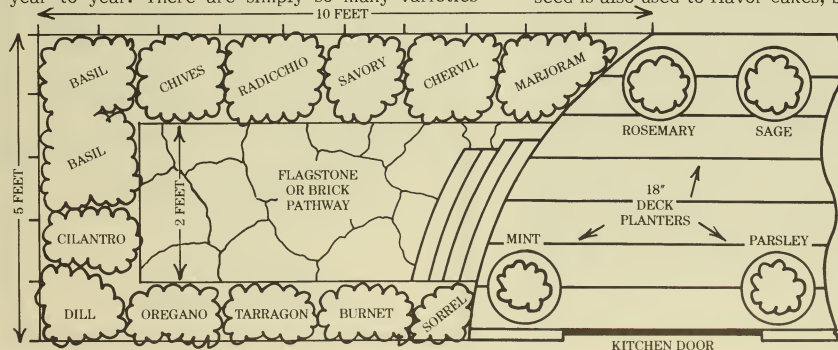 year to year. There are simply so many varieties
seed is also used to flavor cakes, s
10 FEET
5 FEET
BASIL
CHIVES
RADICCHIO
SAVORY
CHERVIL
MARJORAM
ROSEMARY
SAGE
BASIL
2 FEET
FLAGSTONE
OR BRICK
PATHWAY
18"
DECK
PLANTERS
CILANTRO
MINT
PARSLEY
DILL
OREGANO
TARRAGON
BURNET
SORREL
KITCHEN DOOR